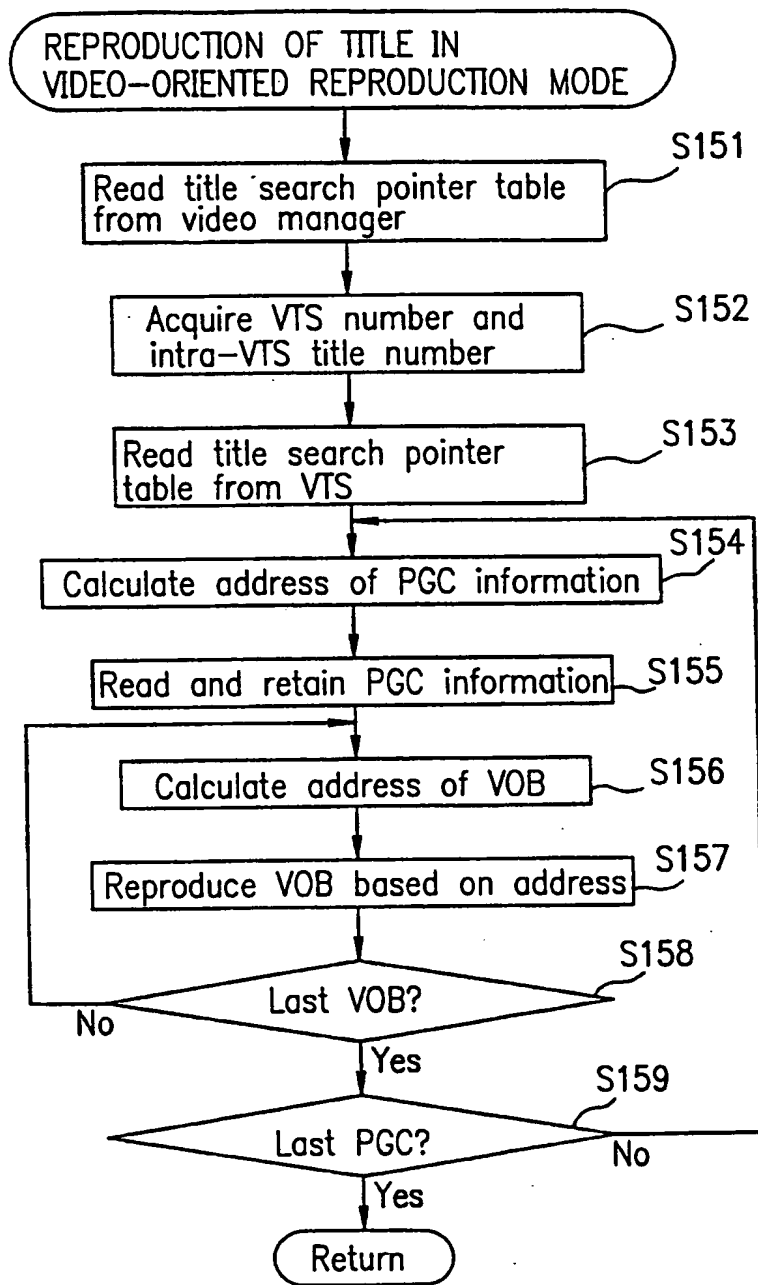 REPRODUCTION OF TITLE IN
VIDEO-ORIENTED REPRODUCTION MODE
S151
Read title search pointer table
from video manager
S152
Acquire VTS number and
intra-VTS title number
S153
Read title search pointer
table from VTS
S154
Calculate address of PGC information
Read and retain PGC information
S155
S156
Calculate address of VOB
S157
Reproduce VOB based on address
S158
Last VOB?
No
Yes
S159
Last PGC?
No
Yes
Return